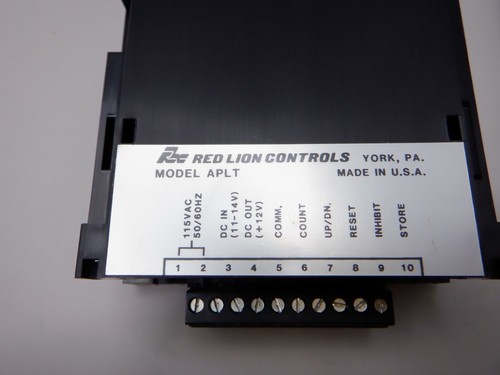 RED LION CONTROLS YORK, PA.
MODEL APLT MADE IN U.S.A.
115VAC
50/60HZ
DC IN
(11-14V)
DC OUT
(+12V)
COMM.
COUNT
UP/DN.
RESET
INHIBIT
STORE
1 2 3 4 5 6 7 8 9 10